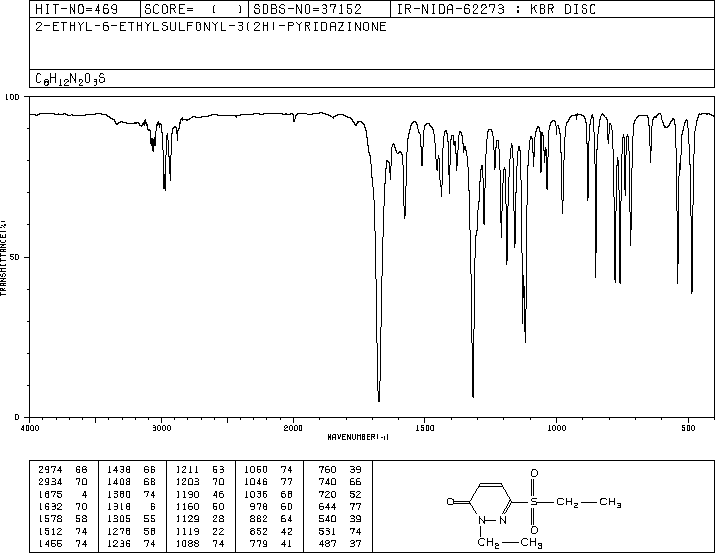 HIT-NO=469 SCORE= ( ) SDBS-NO=37152 IR-NIDA-62273 : KBR DISC
2-ETHYL-6-ETHYLSULFONYL-3(2H)-PYRIDAZINONE
C8H12N2O3S
100
50
0
TRANSMITTANCE(%)
4000 3000 2000 1500 1000 500
WAVENUMBER(-1)
2974 66 1438 66 1211 53 1060 74 760 39
2934 70 1408 68 1203 70 1046 77 740 66
1675 4 1380 74 1190 46 1036 68 720 52
1632 70 1318 6 1160 50 978 60 644 77
1578 58 1305 55 1129 28 882 64 540 39
1512 74 1278 58 1119 22 852 42 531 74
1466 74 1236 74 1088 74 779 41 487 37
O
O S CH2 CH3
N N O
CH2 CH3